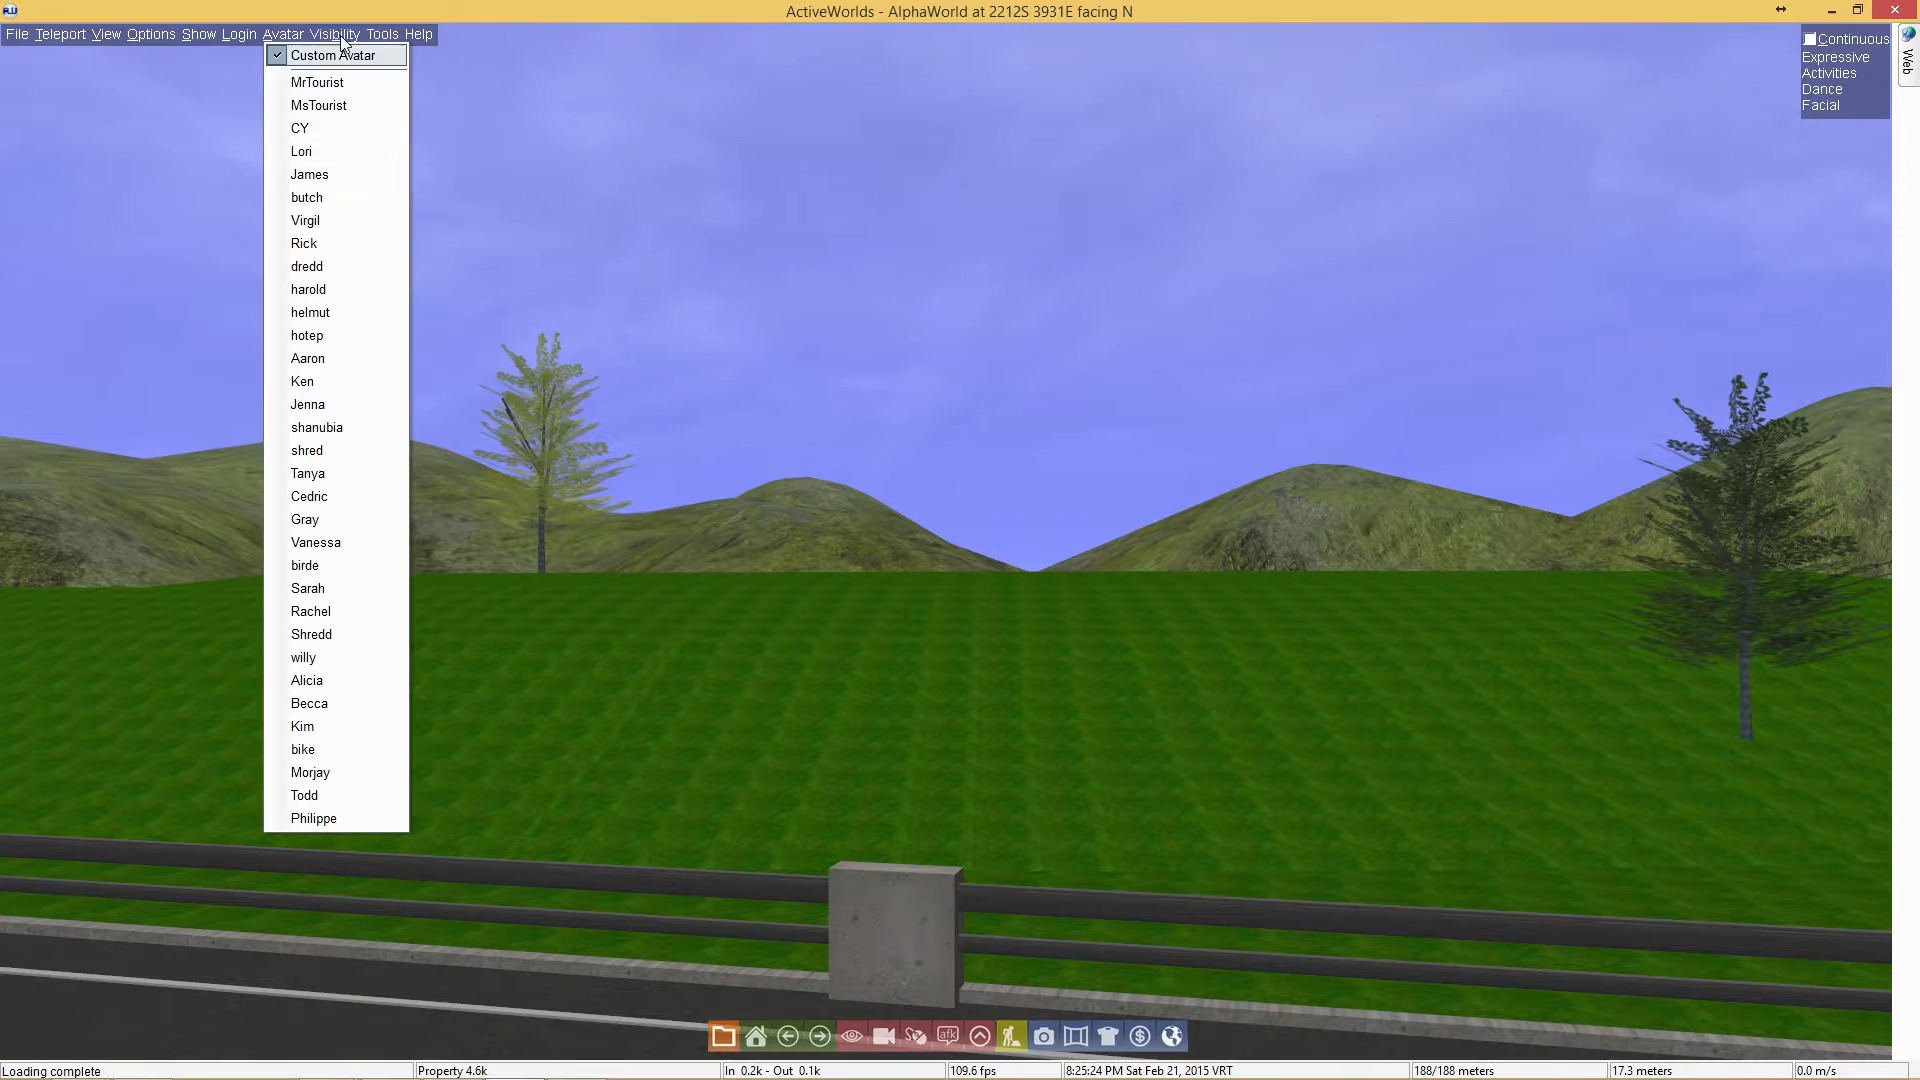 ActiveWorlds - AlphaWorld at 2212S 3931E facing N
File Teleport View Options Show Login Avatar Visibility Tools Help
Custom Avatar
MrTourist
MsTourist
CY
Lori
James
butch
Virgil
Rick
dredd
harold
helmut
hotep
Aaron
Ken
Jenna
shanubia
shred
Tanya
Cedric
Gray
Vanessa
birde
Sarah
Rachel
Shredd
willy
Alicia
Becca
Kim
bike
Morjay
Todd
Philippe
Continuous
Expressive
Activities
Dance
Facial
Web
afk
Loading complete
Property 4.6k
In 0.2k - Out 0.1k
109.6 fps
8:25:24 PM Sat Feb 21, 2015 VRT
188/188 meters
17.3 meters
0.0 m/s